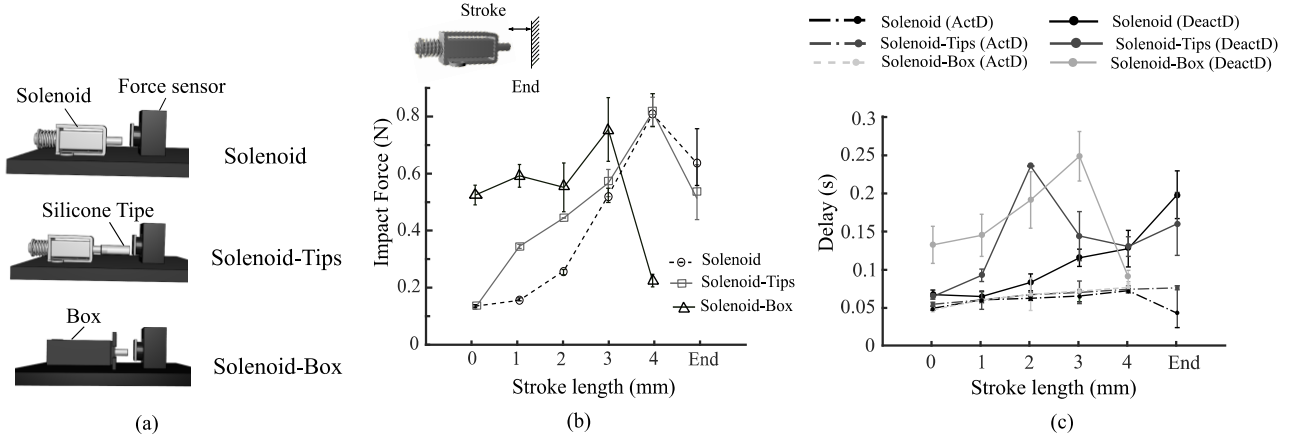 Solenoid
Force sensor
Solenoid
Silicone Tipe
Solenoid-Tips
Box
Solenoid-Box
(a)
Stroke
End
Impact Force (N)
0.8
0.6
0.4
0.2
0
0 1 2 3 4 End
Stroke length (mm)
Solenoid
Solenoid-Tips
Solenoid-Box
(b)
Solenoid (ActD)
Solenoid-Tips (ActD)
Solenoid-Box (ActD)
Solenoid (DeactD)
Solenoid-Tips (DeactD)
Solenoid-Box (DeactD)
Delay (s)
0.25
0.2
0.15
0.1
0.05
0
0 1 2 3 4 End
Stroke length (mm)
(c)